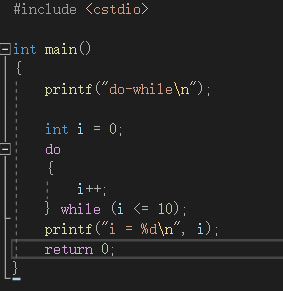 #include <cstdio>
int main()
{
printf("do-while\n");
int i = 0;
do
{
i++;
} while (i <= 10);
printf("i = %d\n", i);
return 0;
}